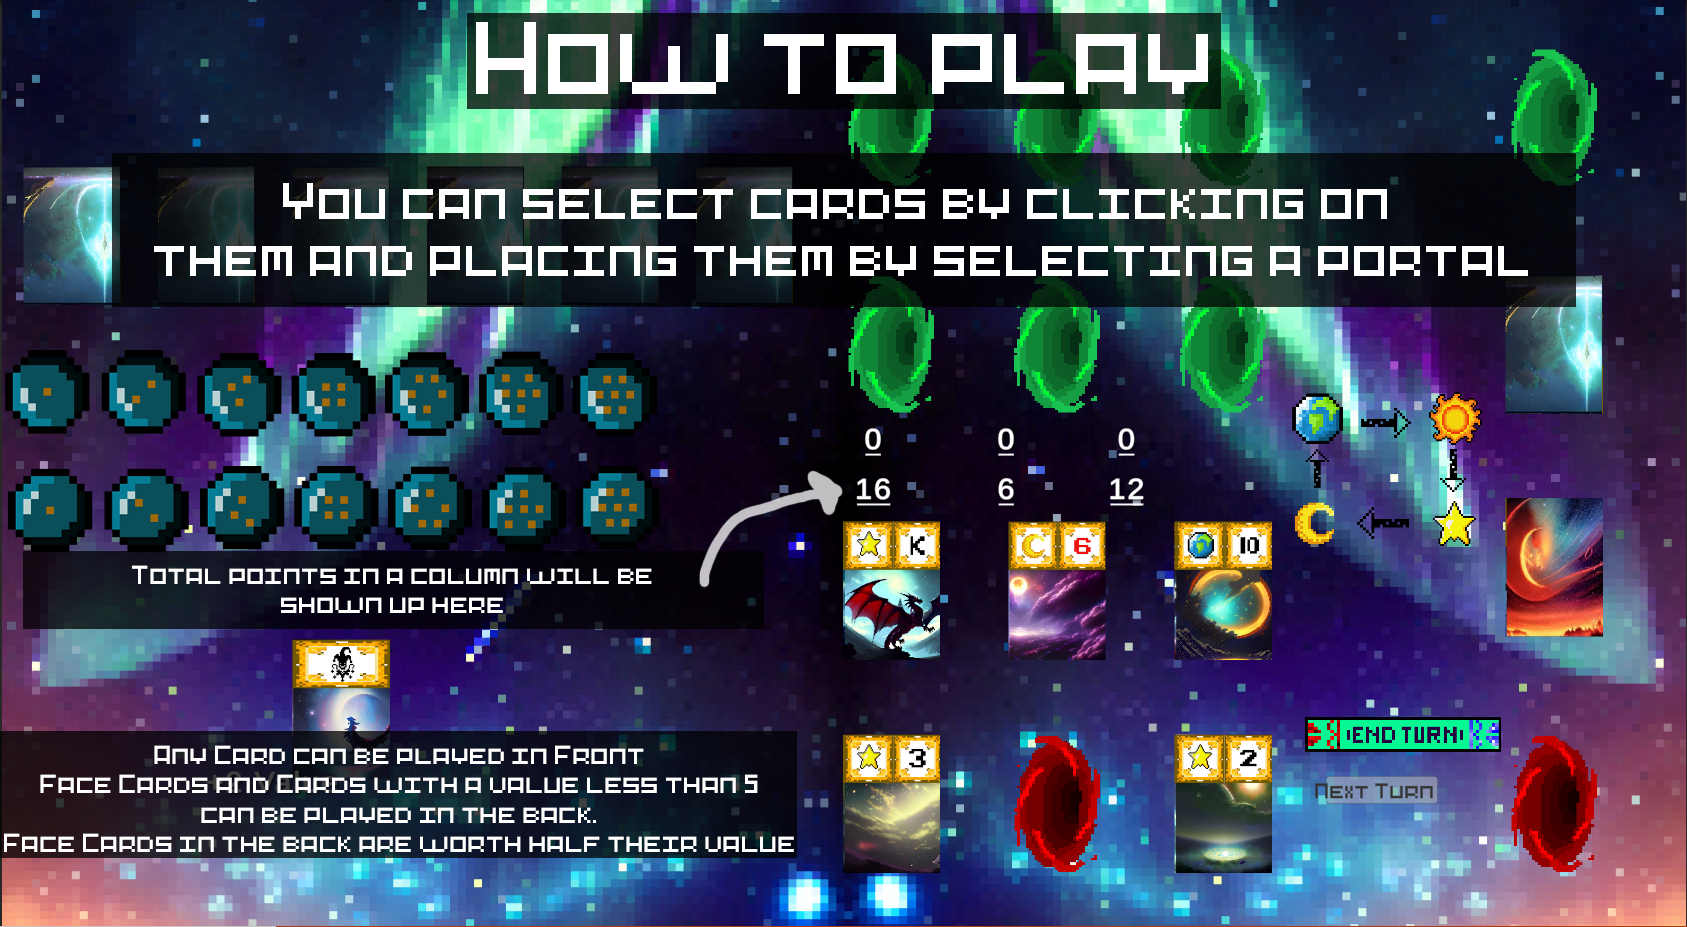 How to play
You can select cards by clicking on
them and placing them by selecting a portal
0 0 0
16 6 12
K 6 10
Total points in a column will be
shown up here
3 2
END TURN
Next Turn
Any Card can be played in Front
Face Cards and Cards with a value less than 5
can be played in the back.
Face Cards in the back are worth half their value